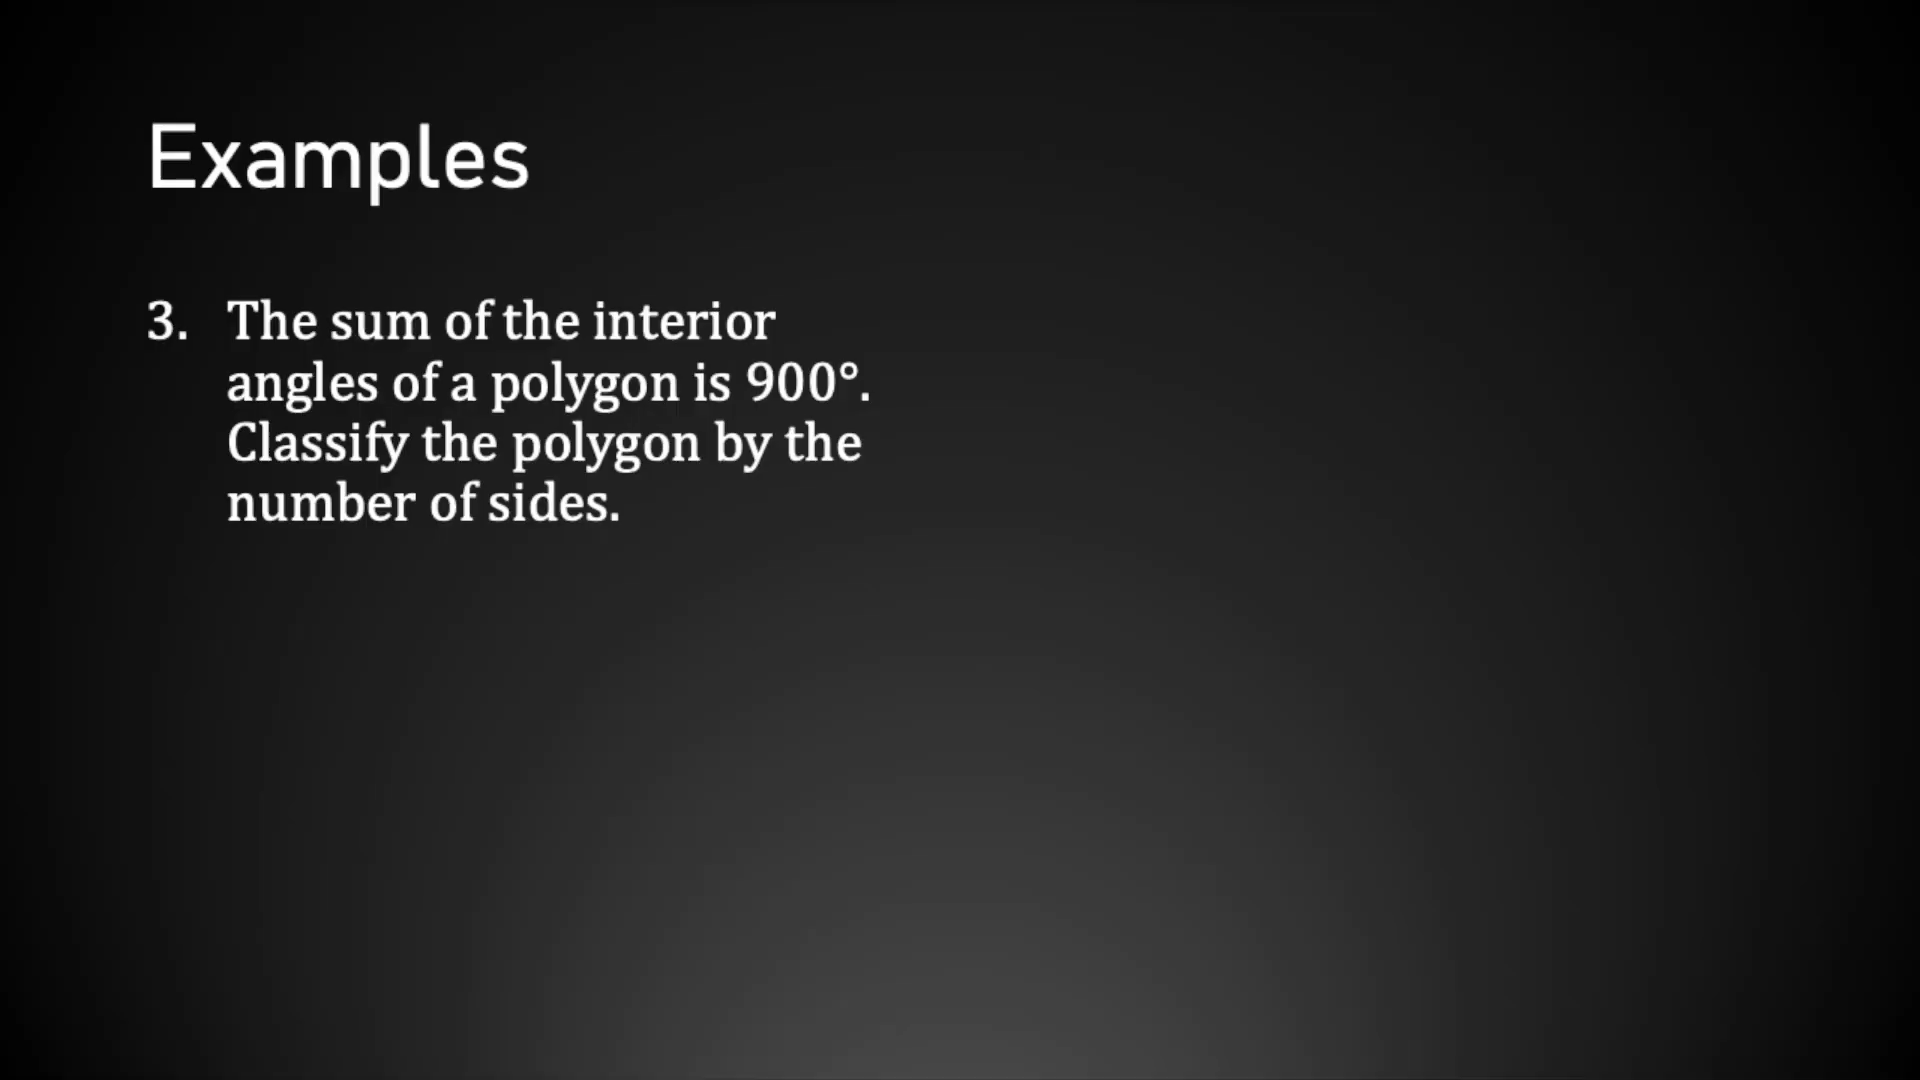 Examples
3. The sum of the interior
angles of a polygon is 900°.
Classify the polygon by the
number of sides.